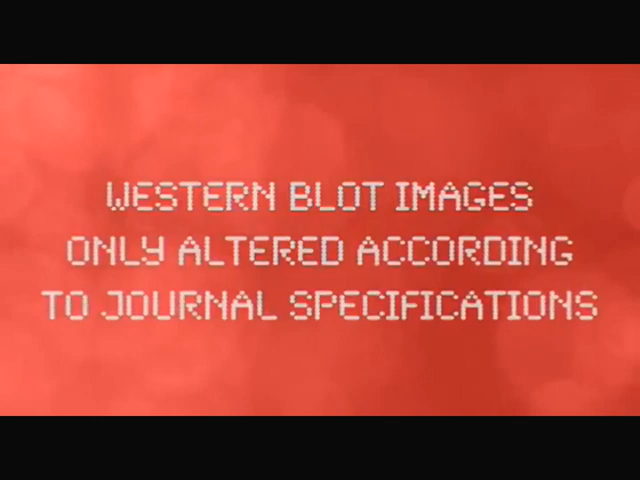 WESTERN BLOT IMAGES
ONLY ALTERED ACCORDING
TO JOURNAL SPECIFICATIONS